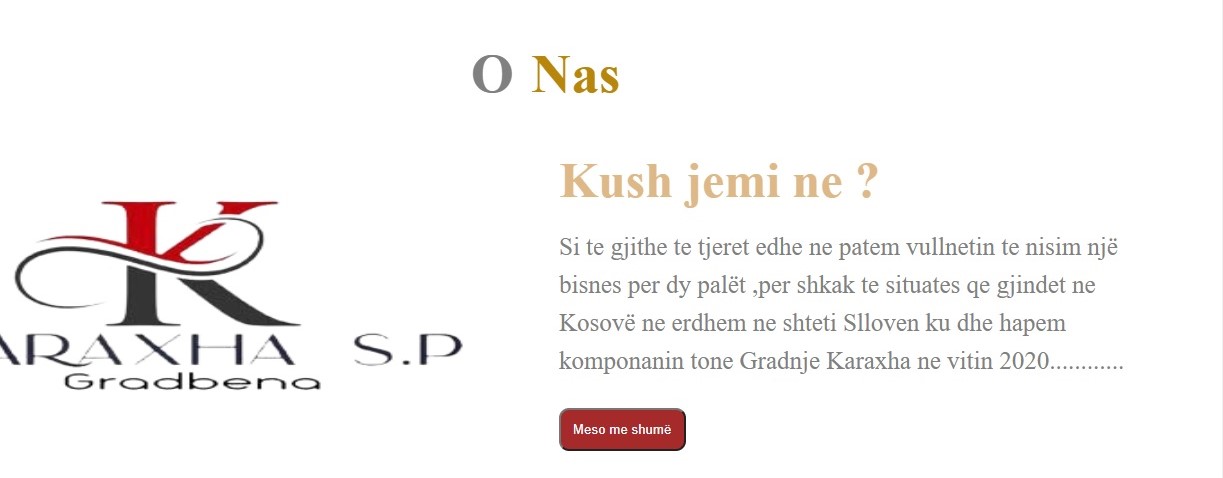 O Nas
Kush jemi ne ?
Si te gjithe te tjeret edhe ne patem vullnetin te nisim një
bisnes per dy palët ,per shkak te situates qe gjindet ne
Kosovë ne erdhem ne shteti Slloven ku dhe hapem
komponanin tone Gradnje Karaxha ne vitin 2020............
Meso me shumë
K
ARAXHA S.P
Gradbena